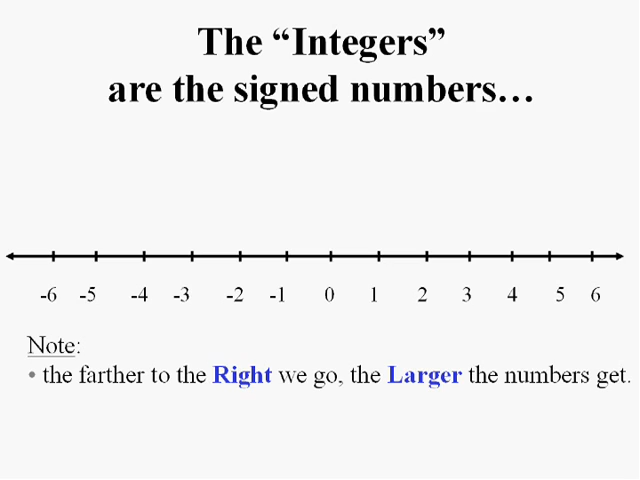 The “Integers”
are the signed numbers…
-6 -5 -4 -3 -2 -1 0 1 2 3 4 5 6
Note:
• the farther to the Right we go, the Larger the numbers get.